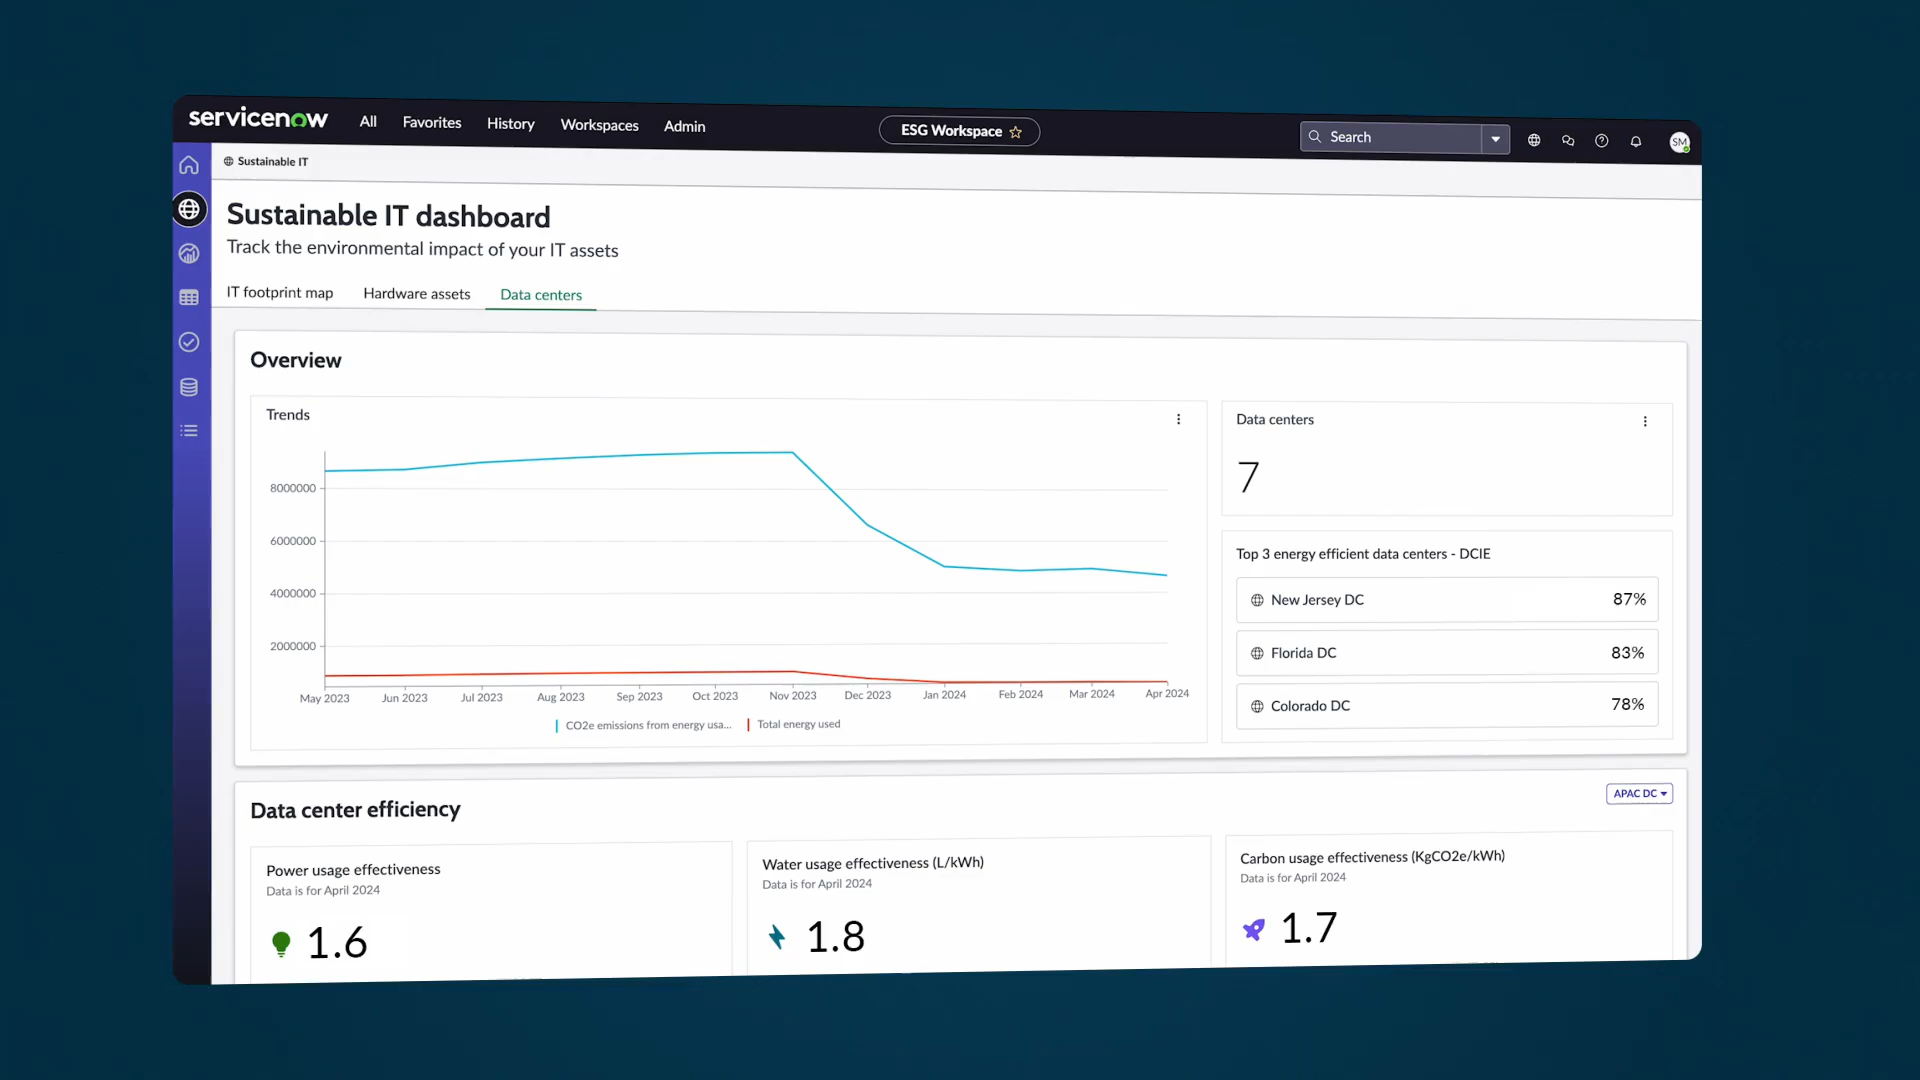 servicenow All Favorites History Workspaces Admin ESG Workspace Search SM
Sustainable IT
Sustainable IT dashboard
Track the environmental impact of your IT assets
IT footprint map Hardware assets Data centers
Overview
Trends
8000000
6000000
4000000
2000000
May 2023 Jun 2023 Jul 2023 Aug 2023 Sep 2023 Oct 2023 Nov 2023 Dec 2023 Jan 2024 Feb 2024 Mar 2024 Apr 2024
CO2e emissions from energy usa... Total energy used
Data centers
7
Top 3 energy efficient data centers - DCIE
New Jersey DC 87%
Florida DC 83%
Colorado DC 78%
Data center efficiency
APAC DC
Power usage effectiveness
Data is for April 2024
1.6
Water usage effectiveness (L/kWh)
Data is for April 2024
1.8
Carbon usage effectiveness (KgCO2e/kWh)
Data is for April 2024
1.7